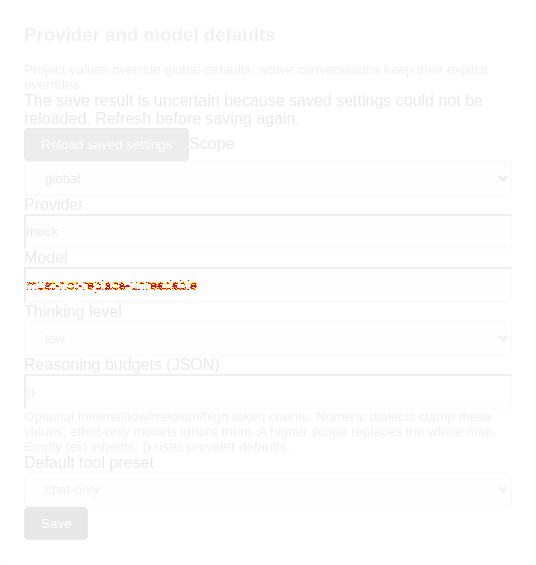 Provider and model defaults
Project values override global defaults; active conversations keep their explicit
overrides.
The save result is uncertain because saved settings could not be
reloaded. Refresh before saving again.
Reload saved settings Scope
global
Provider
mock
Model
must-not-replace-unreadable
Thinking level
low
Reasoning budgets (JSON)
{}
Optional minimal/low/medium/high token counts. Numeric dialects clamp these
values; effort-only models ignore them. A higher scope replaces the whole map.
Empty text inherits; {} uses provider defaults.
Default tool preset
chat-only
Save